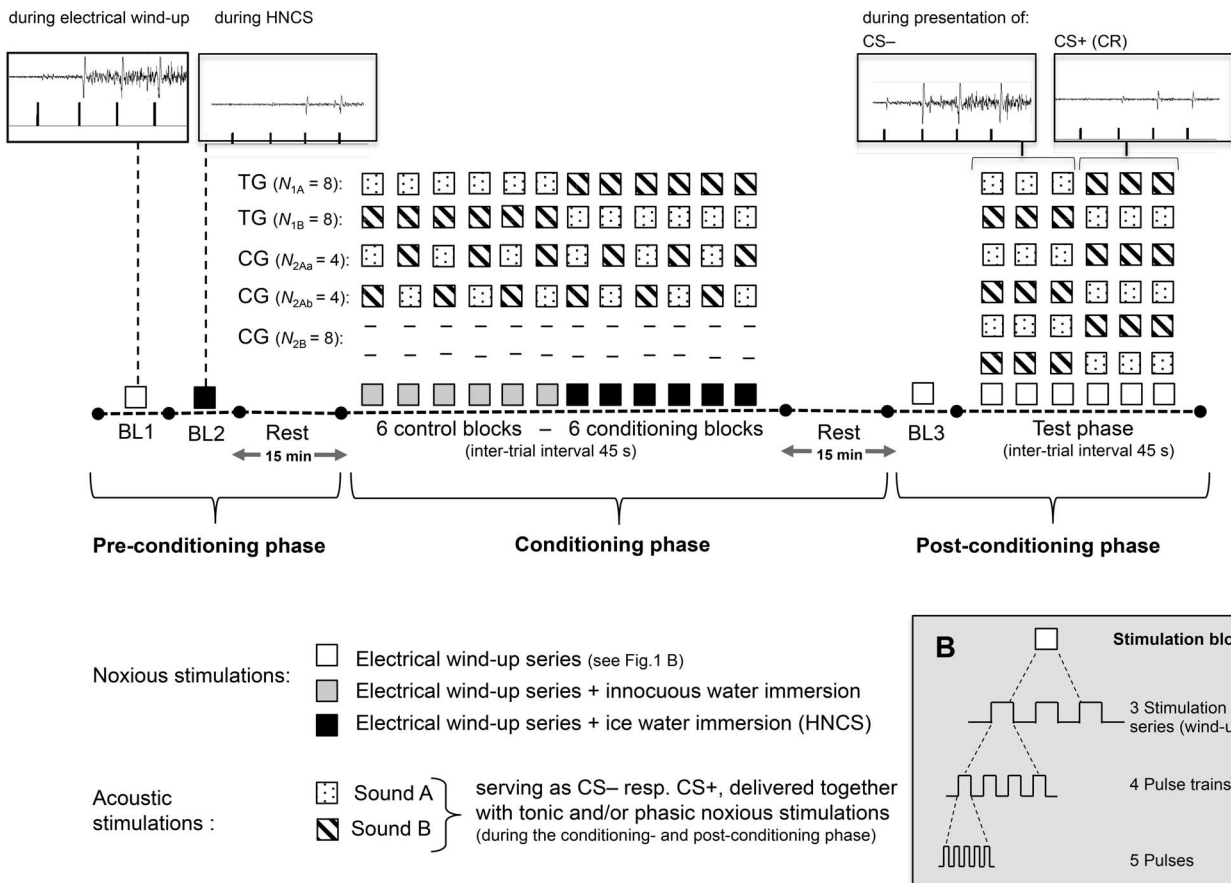 during electrical wind-up
during HNCS
during presentation of:
CS–
CS+ (CR)
TG (N1A = 8):
TG (N1B = 8):
CG (N2Aa = 4):
CG (N2Ab = 4):
CG (N2B = 8):
BL1
BL2
Rest
15 min
6 control blocks – 6 conditioning blocks
(inter-trial interval 45 s)
Rest
15 min
BL3
Test phase
(inter-trial interval 45 s)
Pre-conditioning phase
Conditioning phase
Post-conditioning phase
Noxious stimulations:
Electrical wind-up series (see Fig.1 B)
Electrical wind-up series + innocuous water immersion
Electrical wind-up series + ice water immersion (HNCS)
Acoustic
stimulations :
Sound A
Sound B
serving as CS– resp. CS+, delivered together
with tonic and/or phasic noxious stimulations
(during the conditioning- and post-conditioning phase)
B
Stimulation blo
3 Stimulation
series (wind-u
4 Pulse trains
5 Pulses